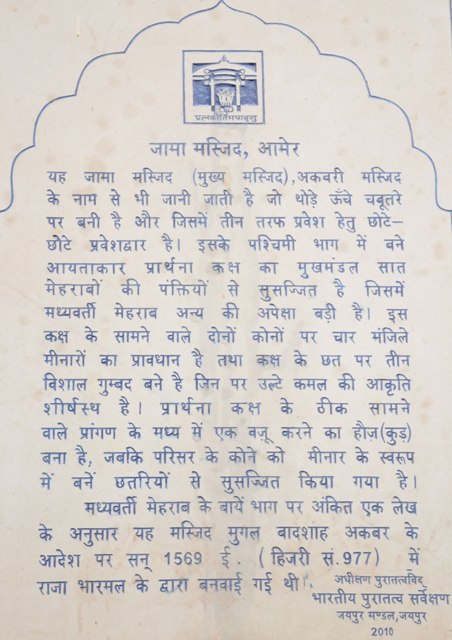 प्रत्नकीर्तिमपावृणु
जामा मस्जिद, आमेर
यह जामा मस्जिद (मुख्य मस्जिद), अकबरी मस्जिद
के नाम से भी जानी जाती है जो थोड़े ऊँचे चबूतरे
पर बनी है और जिसमें तीन तरफ प्रवेश हेतु छोटे-
छोटे प्रवेशद्वार है। इसके पश्चिमी भाग में बने
आयताकार प्रार्थना कक्ष का मुखमंडल सात
मेहराबों की पंक्तियों से सुसज्जित है जिसमें
मध्यवर्ती मेहराब अन्य की अपेक्षा बड़ी है। इस
कक्ष के सामने वाले दोनों कोनों पर चार मंजिले
मीनारों का प्रावधान है तथा कक्ष के छत पर तीन
विशाल गुम्बद बने है जिन पर उल्टे कमल की आकृति
शीर्षस्थ है। प्रार्थना कक्ष के ठीक सामने
वाले प्रांगण के मध्य में एक वज़ू करने का हौज़(कुड़)
बना है, जबकि परिसर के कोने को मीनार के स्वरूप
में बनें छतरियों से सुसज्जित किया गया है।
मध्यवर्ती मेहराब के बायें भाग पर अंकित एक लेख
के अनुसार यह मस्जिद मुगल बादशाह अकबर के
आदेश पर सन् 1569 ई. (हिजरी सं.977) में
राजा भारमल के द्वारा बनवाई गई थी।
अधीक्षण पुरातत्वविद्
भारतीय पुरातत्व सर्वेक्षण
जयपुर मण्डल, जयपुर
2010